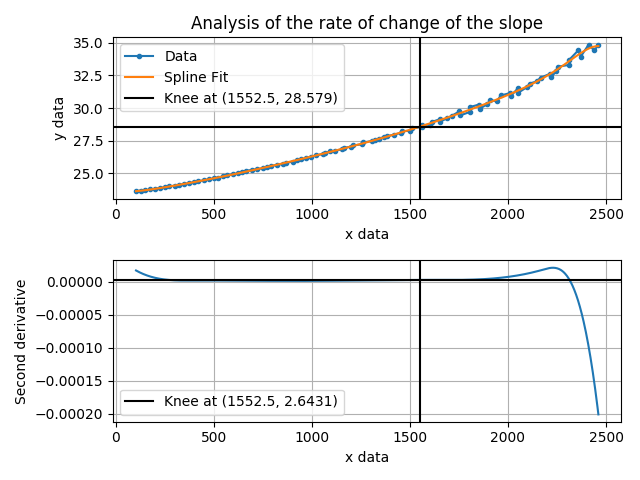 Analysis of the rate of change of the slope
35.0
32.5
30.0
27.5
25.0
y data
Data
Spline Fit
Knee at (1552.5, 28.579)
0
500
1000
1500
2000
2500
x data
0.00000
−0.00005
−0.00010
−0.00015
−0.00020
Second derivative
Knee at (1552.5, 2.6431)
0
500
1000
1500
2000
2500
x data